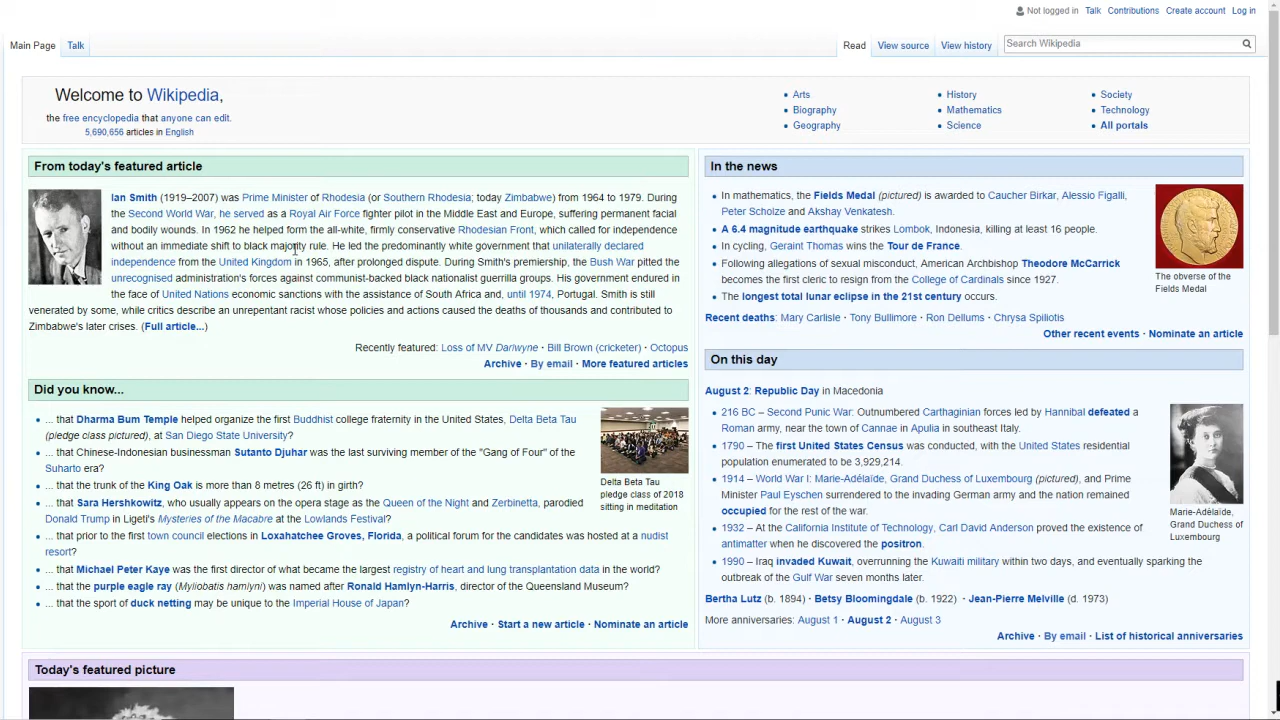 Not logged in Talk Contributions Create account Log in
Main Page Talk Read View source View history Search Wikipedia
Welcome to Wikipedia,
the free encyclopedia that anyone can edit.
5,690,656 articles in English
Arts
Biography
Geography
History
Mathematics
Science
Society
Technology
All portals
From today's featured article
Ian Smith (1919–2007) was Prime Minister of Rhodesia (or Southern Rhodesia; today Zimbabwe) from 1964 to 1979. During
the Second World War, he served as a Royal Air Force fighter pilot in the Middle East and Europe, suffering permanent facial
and bodily wounds. In 1962 he helped form the all-white, firmly conservative Rhodesian Front, which called for independence
without an immediate shift to black majority rule. He led the predominantly white government that unilaterally declared
independence from the United Kingdom in 1965, after prolonged dispute. During Smith's premiership, the Bush War pitted the
unrecognised administration's forces against communist-backed black nationalist guerrilla groups. His government endured in
the face of United Nations economic sanctions with the assistance of South Africa and, until 1974, Portugal. Smith is still
venerated by some, while critics describe an unrepentant racist whose policies and actions caused the deaths of thousands and contributed to
Zimbabwe's later crises. (Full article...)
Recently featured: Loss of MV Darlwyne · Bill Brown (cricketer) · Octopus
Archive · By email · More featured articles
Did you know...
... that Dharma Bum Temple helped organize the first Buddhist college fraternity in the United States, Delta Beta Tau
(pledge class pictured), at San Diego State University?
... that Chinese-Indonesian businessman Sutanto Djuhar was the last surviving member of the "Gang of Four" of the
Suharto era?
... that the trunk of the King Oak is more than 8 metres (26 ft) in girth?
... that Sara Hershkowitz, who usually appears on the opera stage as the Queen of the Night and Zerbinetta, parodied
Donald Trump in Ligeti's Mysteries of the Macabre at the Lowlands Festival?
... that prior to the first town council elections in Loxahatchee Groves, Florida, a political forum for the candidates was hosted at a nudist
resort?
... that Michael Peter Kaye was the first director of what became the largest registry of heart and lung transplantation data in the world?
... that the purple eagle ray (Myliobatis hamlyni) was named after Ronald Hamlyn-Harris, director of the Queensland Museum?
... that the sport of duck netting may be unique to the Imperial House of Japan?
Delta Beta Tau
pledge class of 2018
sitting in meditation
Archive · Start a new article · Nominate an article
In the news
In mathematics, the Fields Medal (pictured) is awarded to Caucher Birkar, Alessio Figalli,
Peter Scholze and Akshay Venkatesh.
A 6.4 magnitude earthquake strikes Lombok, Indonesia, killing at least 16 people.
In cycling, Geraint Thomas wins the Tour de France.
Following allegations of sexual misconduct, American Archbishop Theodore McCarrick
becomes the first cleric to resign from the College of Cardinals since 1927.
The longest total lunar eclipse in the 21st century occurs.
The obverse of the
Fields Medal
Recent deaths: Mary Carlisle · Tony Bullimore · Ron Dellums · Chrysa Spiliotis
Other recent events · Nominate an article
On this day
August 2: Republic Day in Macedonia
216 BC – Second Punic War: Outnumbered Carthaginian forces led by Hannibal defeated a
Roman army, near the town of Cannae in Apulia in southeast Italy.
1790 – The first United States Census was conducted, with the United States residential
population enumerated to be 3,929,214.
1914 – World War I: Marie-Adélaïde, Grand Duchess of Luxembourg (pictured), and Prime
Minister Paul Eyschen surrendered to the invading German army and the nation remained
occupied for the rest of the war.
1932 – At the California Institute of Technology, Carl David Anderson proved the existence of
antimatter when he discovered the positron.
1990 – Iraq invaded Kuwait, overrunning the Kuwaiti military within two days, and eventually sparking the
outbreak of the Gulf War seven months later.
Marie-Adélaïde,
Grand Duchess of
Luxembourg
Bertha Lutz (b. 1894) · Betsy Bloomingdale (b. 1922) · Jean-Pierre Melville (d. 1973)
More anniversaries: August 1 · August 2 · August 3
Archive · By email · List of historical anniversaries
Today's featured picture